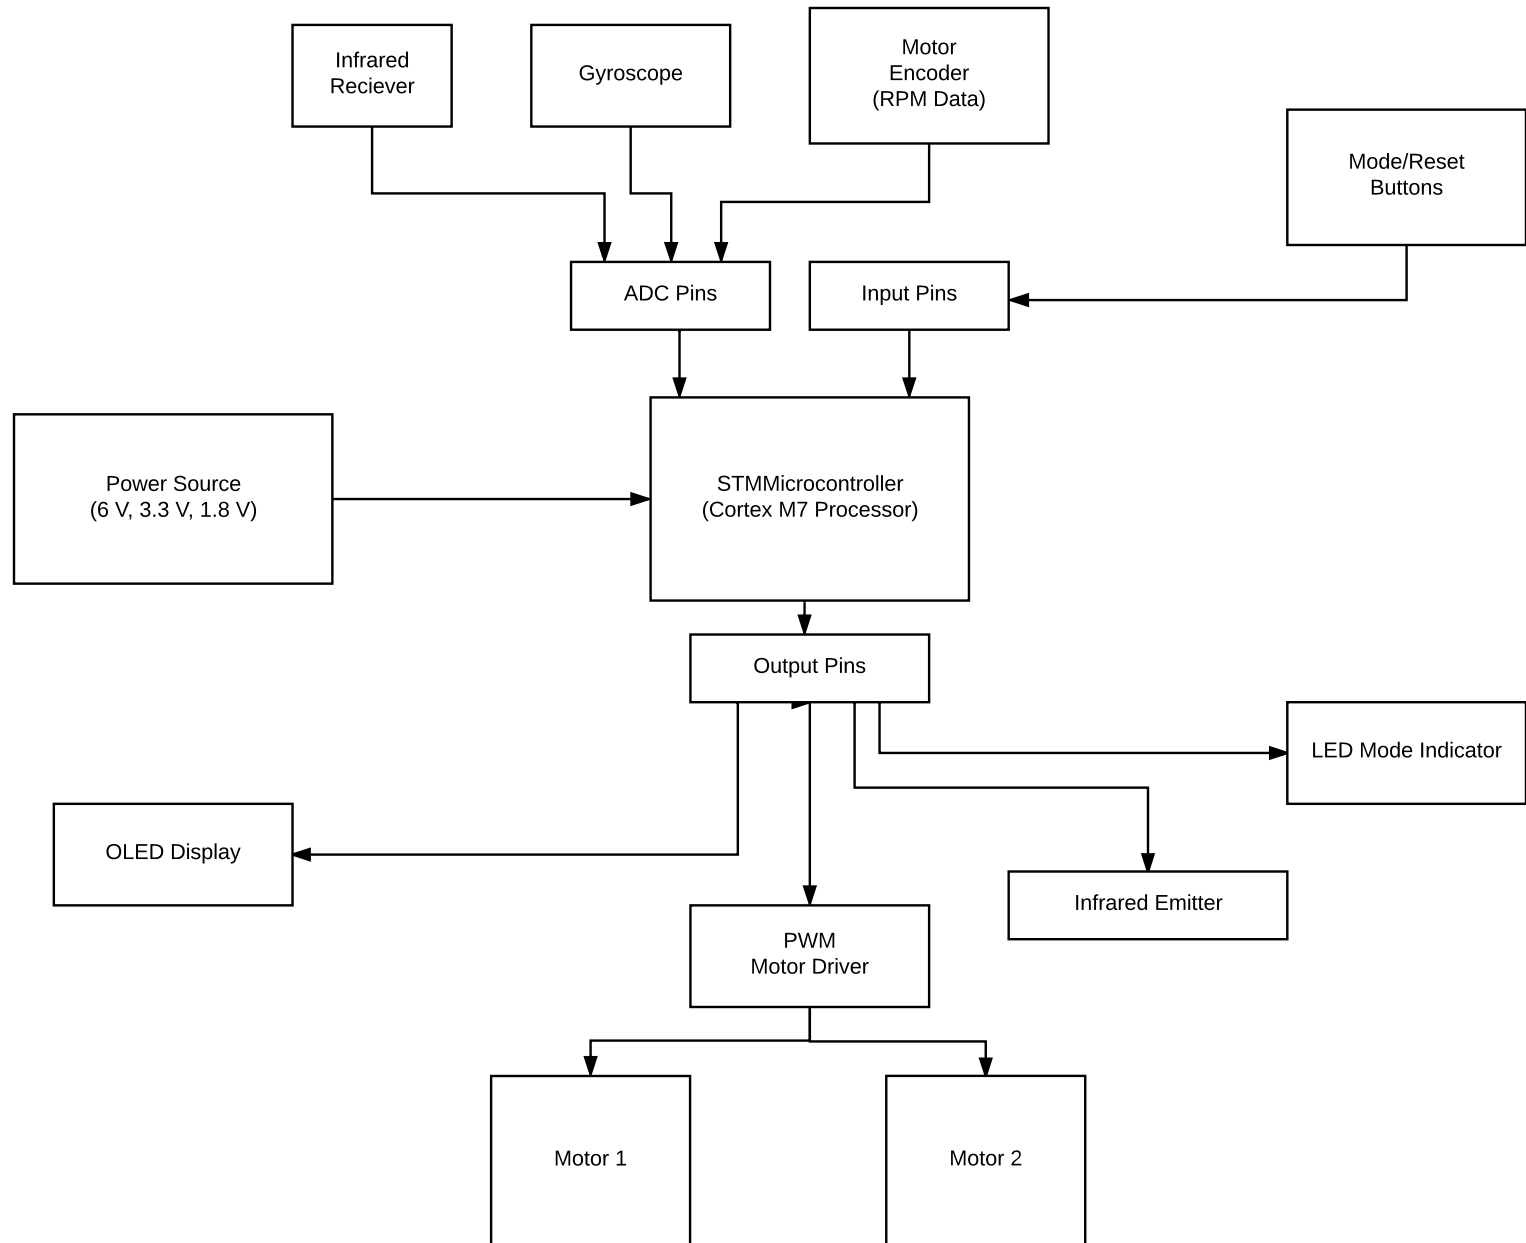 Infrared
Reciever
Gyroscope
Motor
Encoder
(RPM Data)
Mode/Reset
Buttons
ADC Pins
Input Pins
Power Source
(6 V, 3.3 V, 1.8 V)
STMMicrocontroller
(Cortex M7 Processor)
Output Pins
LED Mode Indicator
OLED Display
Infrared Emitter
PWM
Motor Driver
Motor 1
Motor 2